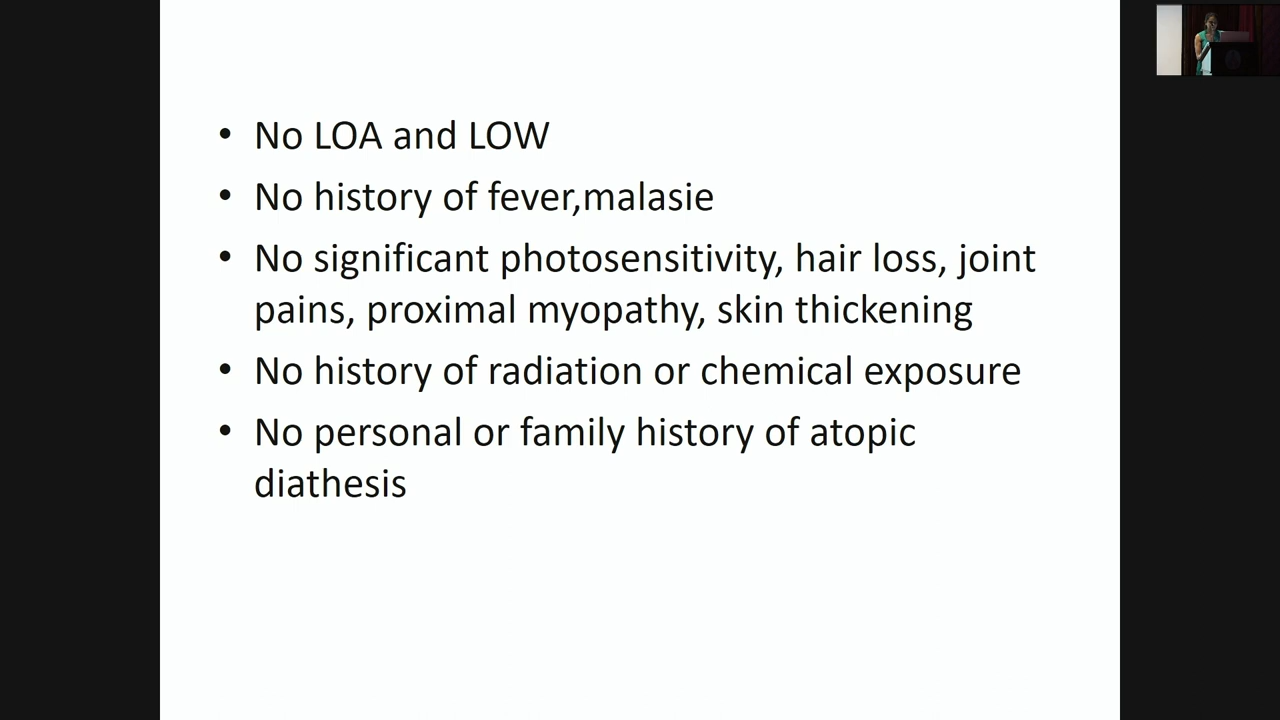 • No LOA and LOW
• No history of fever,malasie
• No significant photosensitivity, hair loss, joint
pains, proximal myopathy, skin thickening
• No history of radiation or chemical exposure
• No personal or family history of atopic
diathesis